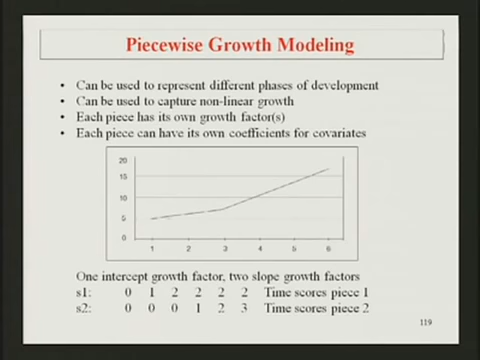 Piecewise Growth Modeling
• Can be used to represent different phases of development
• Can be used to capture non-linear growth
• Each piece has its own growth factor(s)
• Each piece can have its own coefficients for covariates
20
15
10
5
0
1 2 3 4 5 6
One intercept growth factor, two slope growth factors
s1: 0 1 2 2 2 2 Time scores piece 1
s2: 0 0 0 1 2 3 Time scores piece 2
119